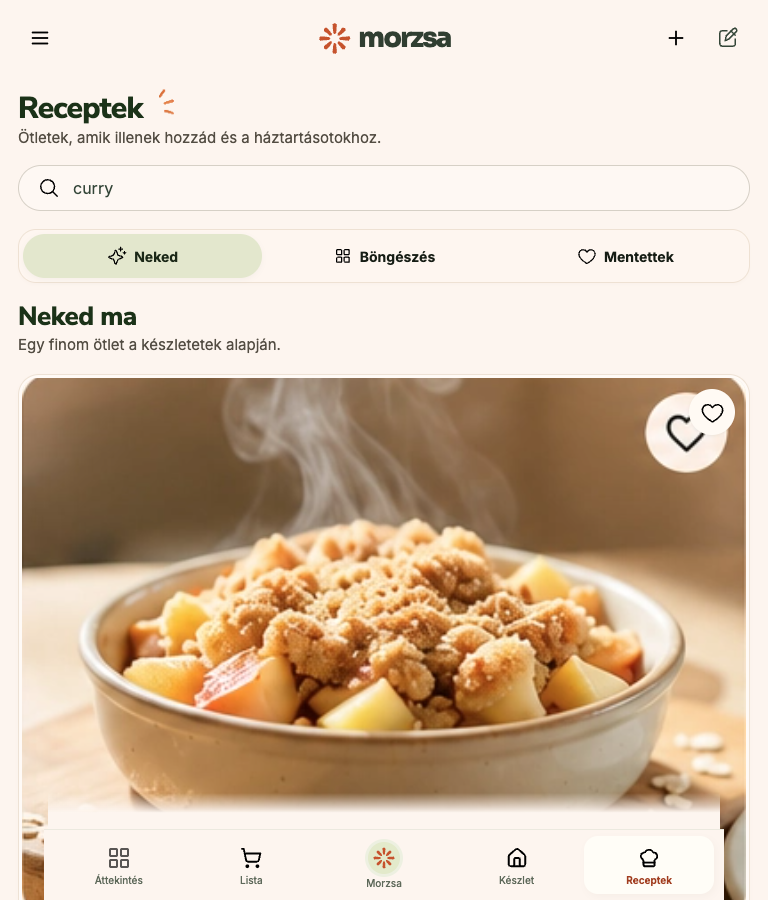 morzsa
Receptek
Ötletek, amik illenek hozzád és a háztartásotokhoz.
curry
Neked
Böngészés
Mentettek
Neked ma
Egy finom ötlet a készletetek alapján.
Áttekintés
Lista
Morzsa
Készlet
Receptek